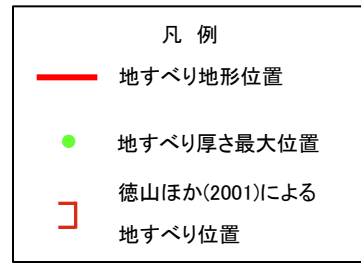 凡 例
地すべり地形位置
地すべり厚さ最大位置
徳山ほか(2001)による
地すべり位置